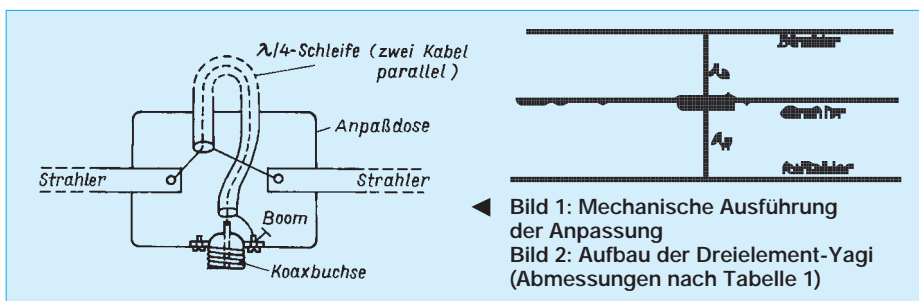 λ/4-Schleife (zwei Kabel
parallel)
Anpaßdose
Strahler
Strahler
Boom
Koaxbuchse
◄ Bild 1: Mechanische Ausführung
der Anpassung
Bild 2: Aufbau der Dreielement-Yagi
(Abmessungen nach Tabelle 1)